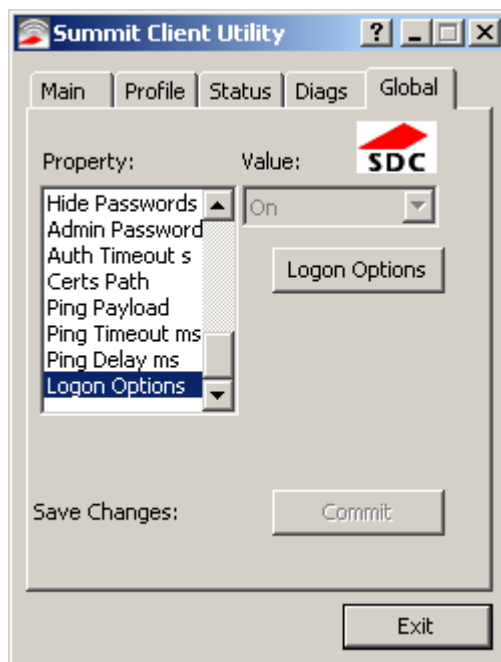 Summit Client Utility
Main Profile Status Diags Global
SDC
Property: Value:
Hide Passwords
On
Admin Password
Auth Timeout s
Certs Path
Logon Options
Ping Payload
Ping Timeout ms
Ping Delay ms
Logon Options
Save Changes: Commit
Exit